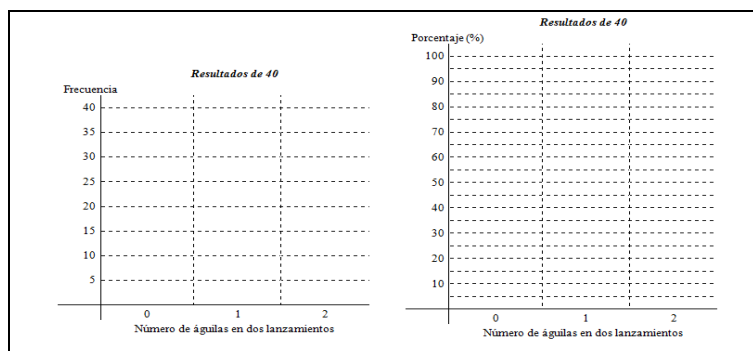 Resultados de 40
Frecuencia
40
35
30
25
20
15
10
5
0 1 2
Número de águilas en dos lanzamientos
Resultados de 40
Porcentaje (%)
100
90
80
70
60
50
40
30
20
10
0 1 2
Número de águilas en dos lanzamientos